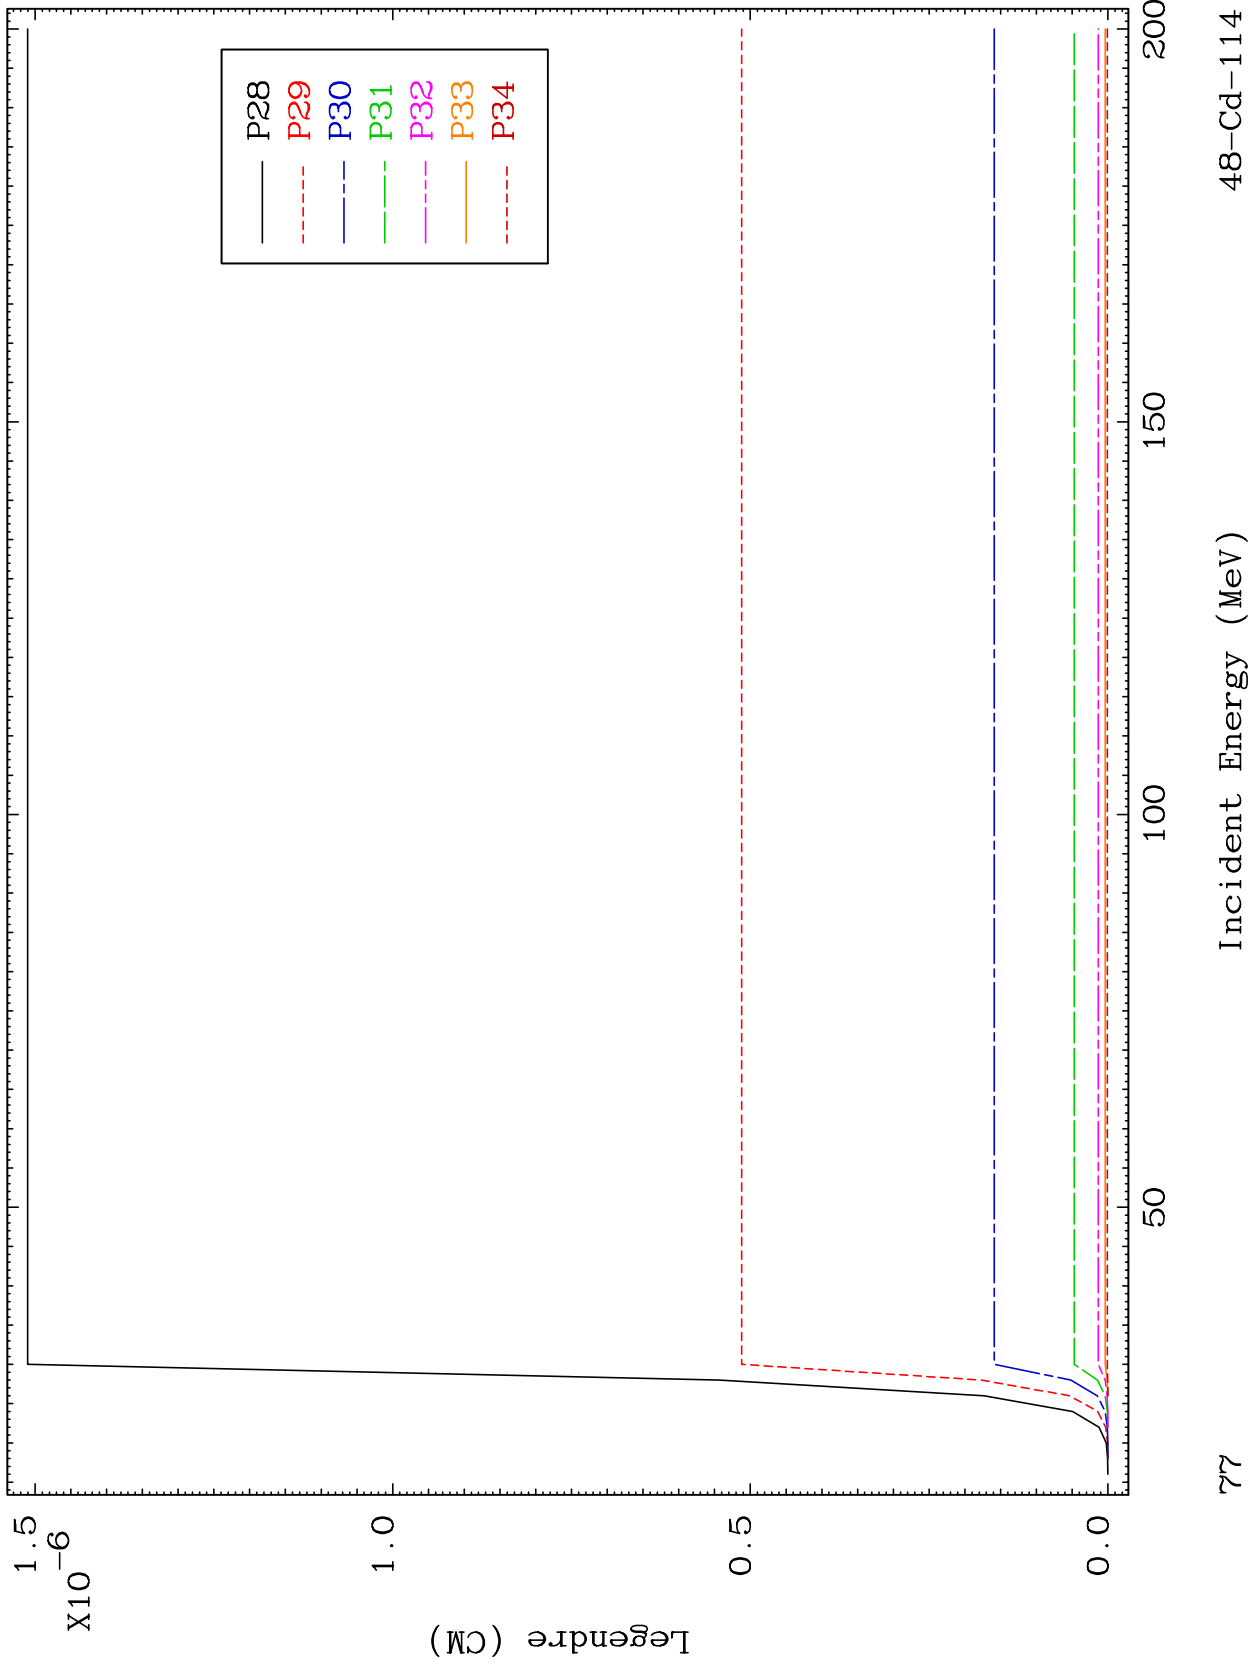 1.5
X10-6
1.0
0.5
0.0
Legendre (CM)
P28
P29
P30
P31
P32
P33
P34
50
100
150
200
Incident Energy (MeV)
77
48-Cd-114